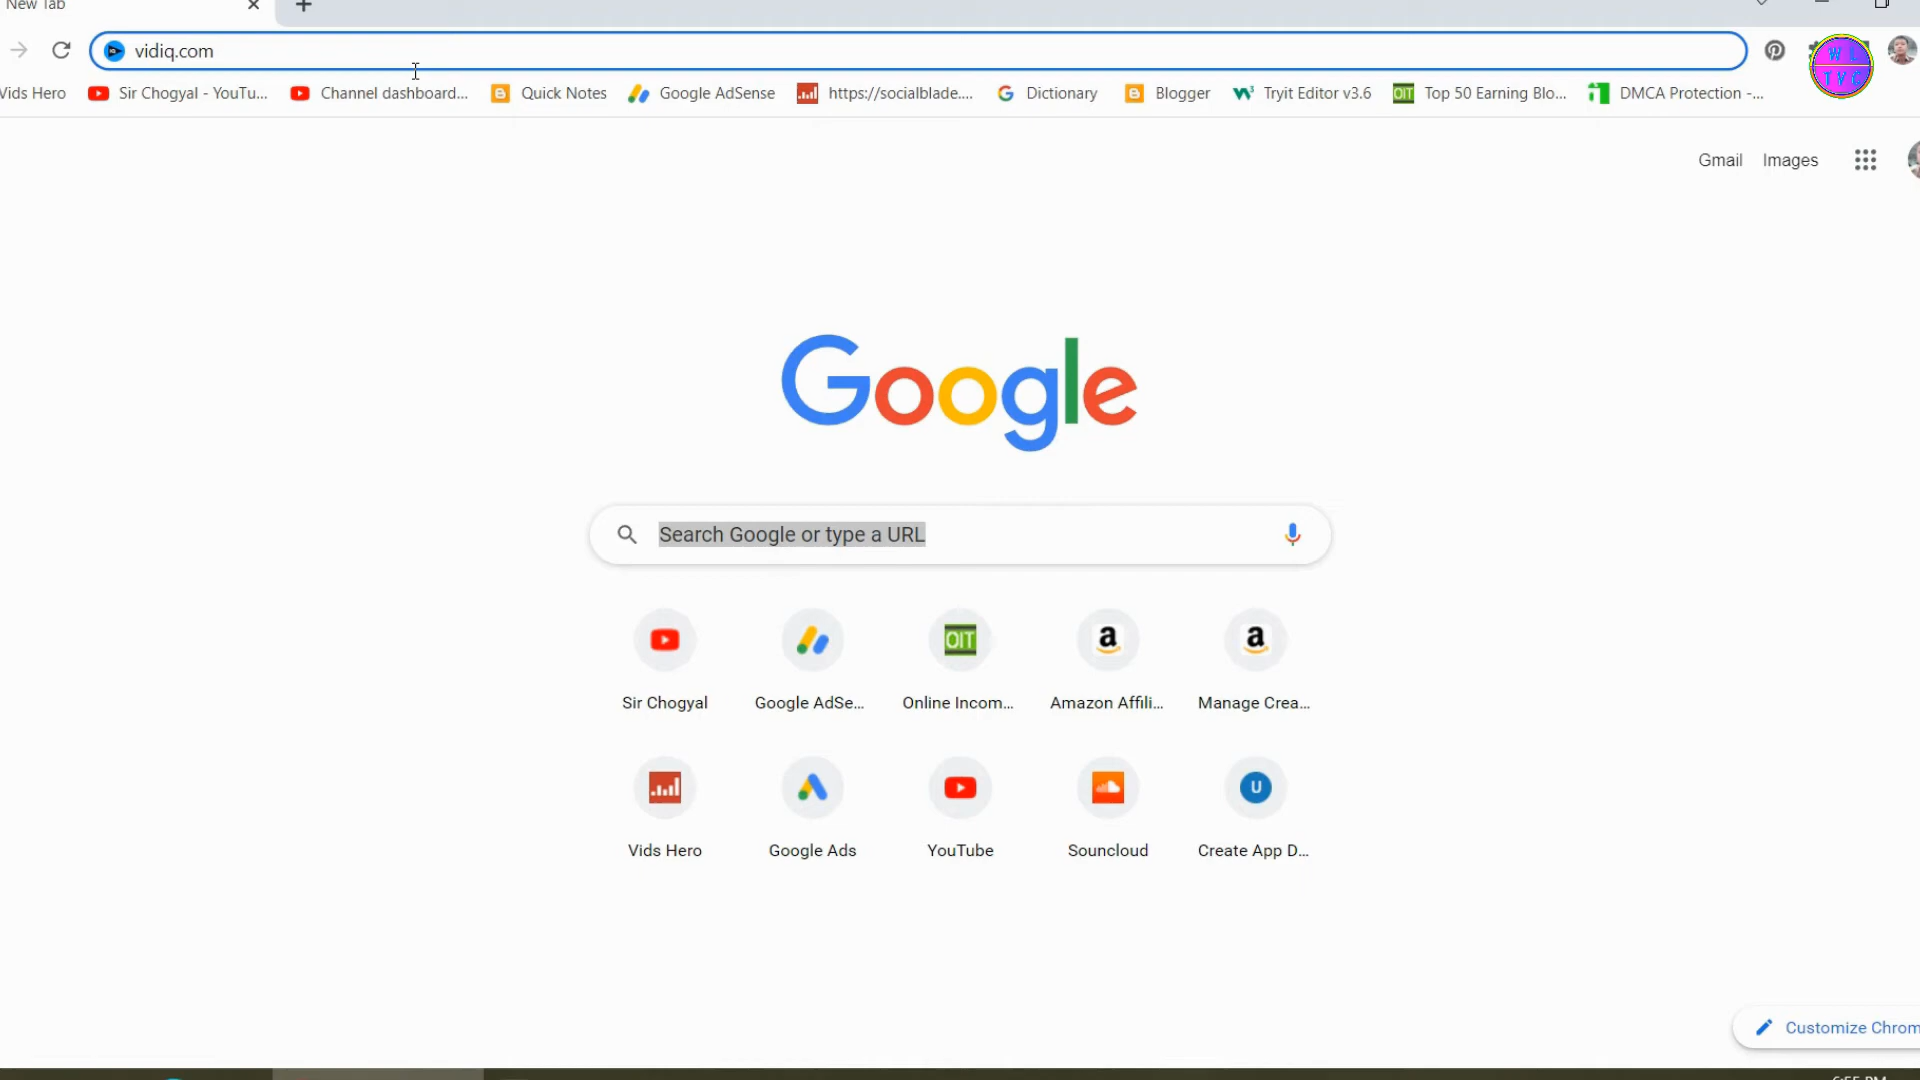 New Tab
vidiq.com
Vids Hero
Sir Chogyal - YouTu...
Channel dashboard...
Quick Notes
Google AdSense
https://socialblade....
Dictionary
Blogger
Tryit Editor v3.6
OIT
Top 50 Earning Blo...
DMCA Protection -...
W L
T V C
Gmail
Images
Google
Search Google or type a URL
OIT
a
a
Sir Chogyal
Google AdSe...
Online Incom...
Amazon Affili...
Manage Crea...
U
Vids Hero
Google Ads
YouTube
Souncloud
Create App D...
Customize Chrom